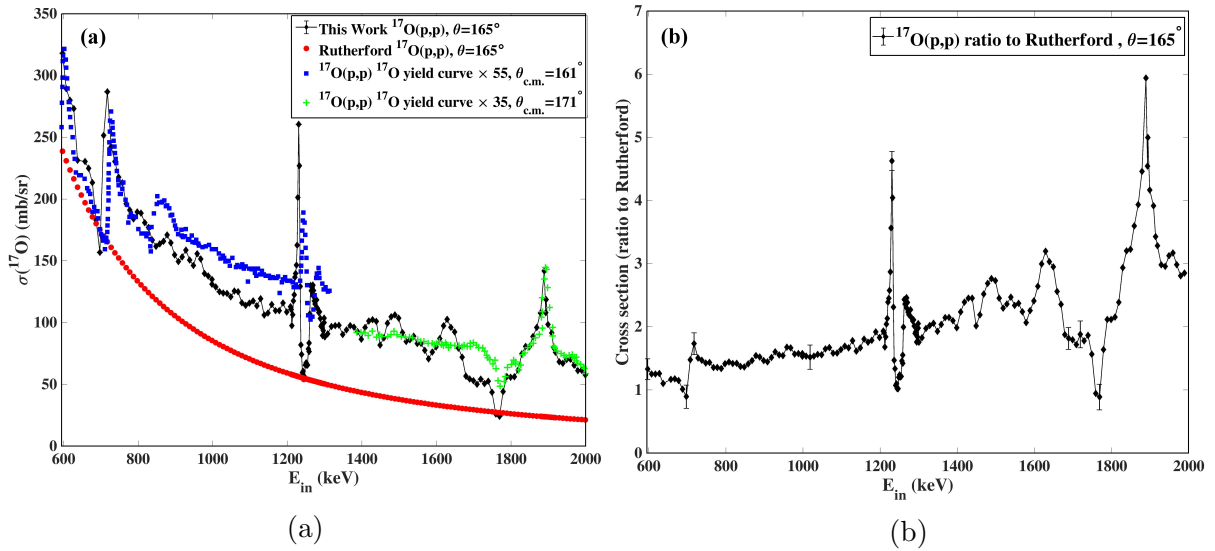 (a)
This Work ¹⁷O(p,p), θ=165°
Rutherford ¹⁷O(p,p), θ=165°
¹⁷O(p,p) ¹⁷O yield curve × 55, θc.m.=161°
¹⁷O(p,p) ¹⁷O yield curve × 35, θc.m.=171°
350
300
250
200
150
100
50
0
σ(¹⁷O) (mb/sr)
600 800 1000 1200 1400 1600 1800 2000
E_in (keV)
(a)
(b)
¹⁷O(p,p) ratio to Rutherford , θ=165°
7
6
5
4
3
2
1
0
Cross section (ratio to Rutherford)
600 800 1000 1200 1400 1600 1800 2000
E_in (keV)
(b)